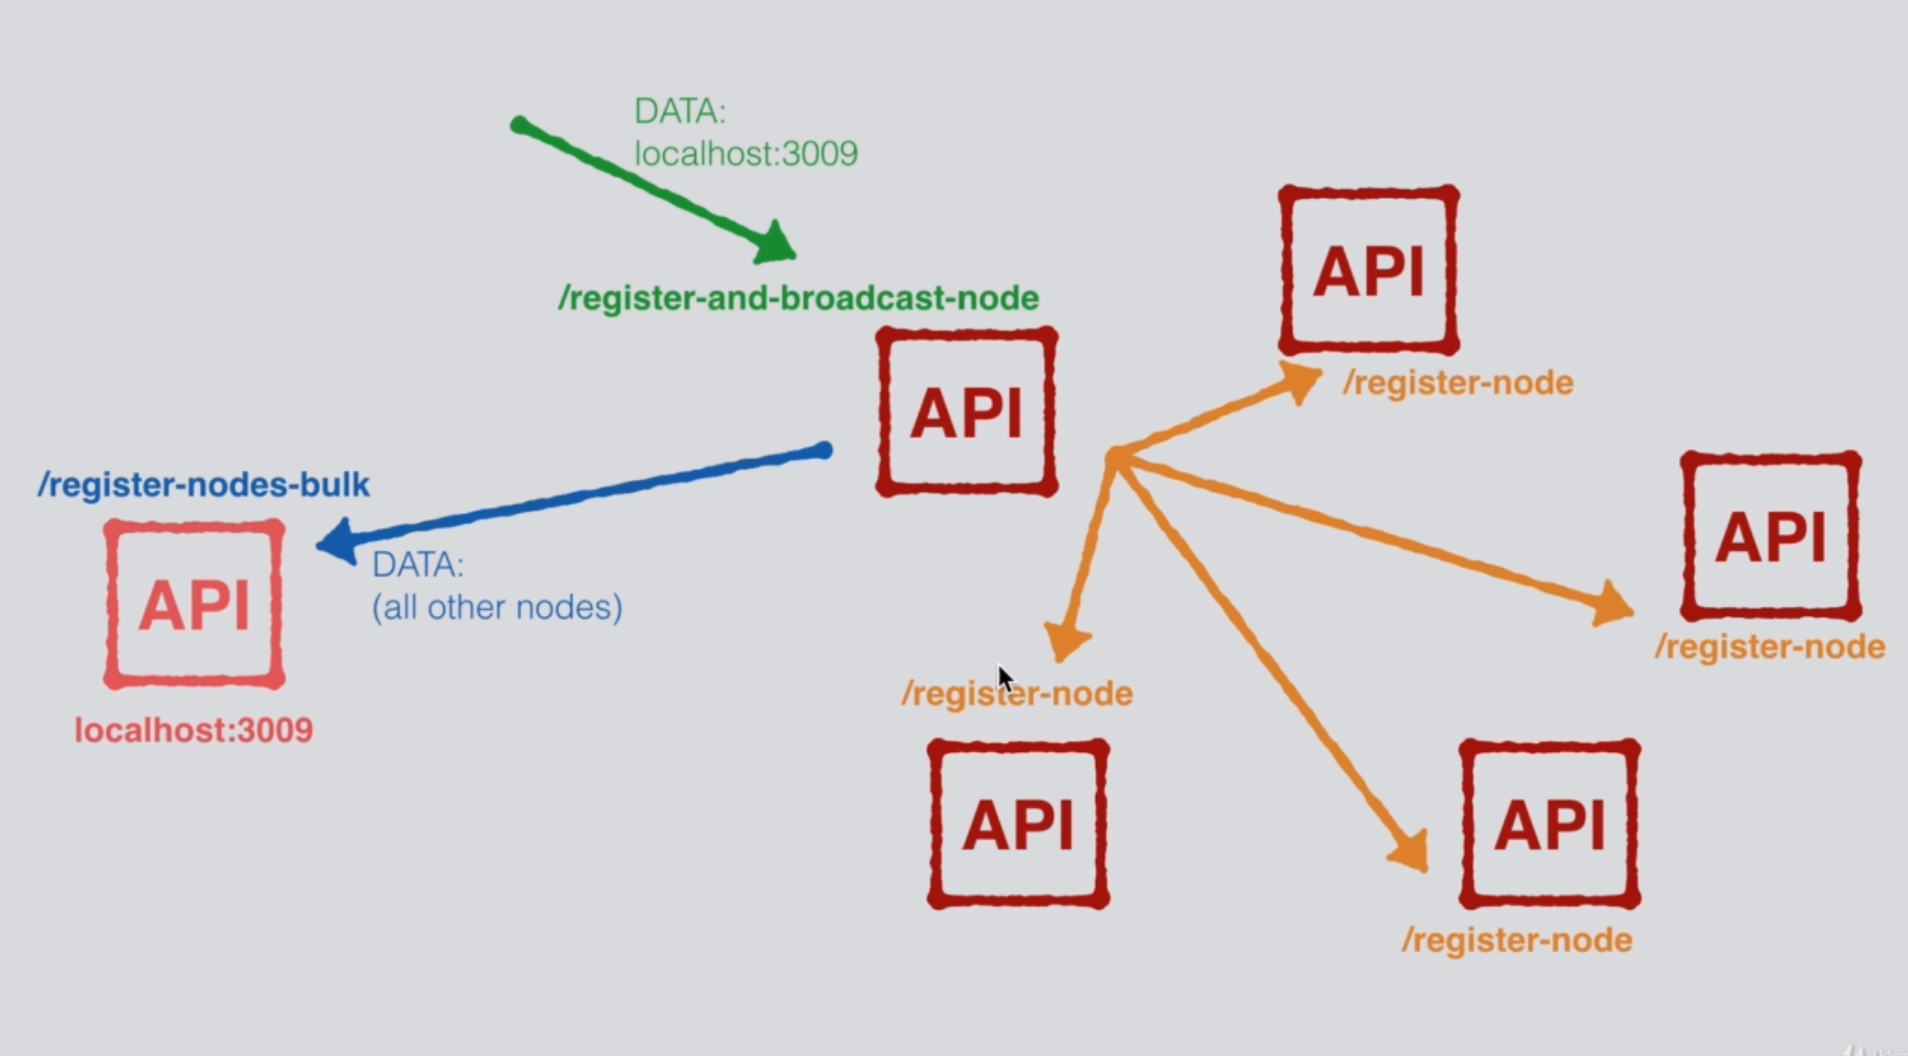 DATA:
localhost:3009
/register-and-broadcast-node
API
API
/register-node
/register-nodes-bulk
API
DATA:
(all other nodes)
localhost:3009
API
/register-node
/register-node
API
API
/register-node